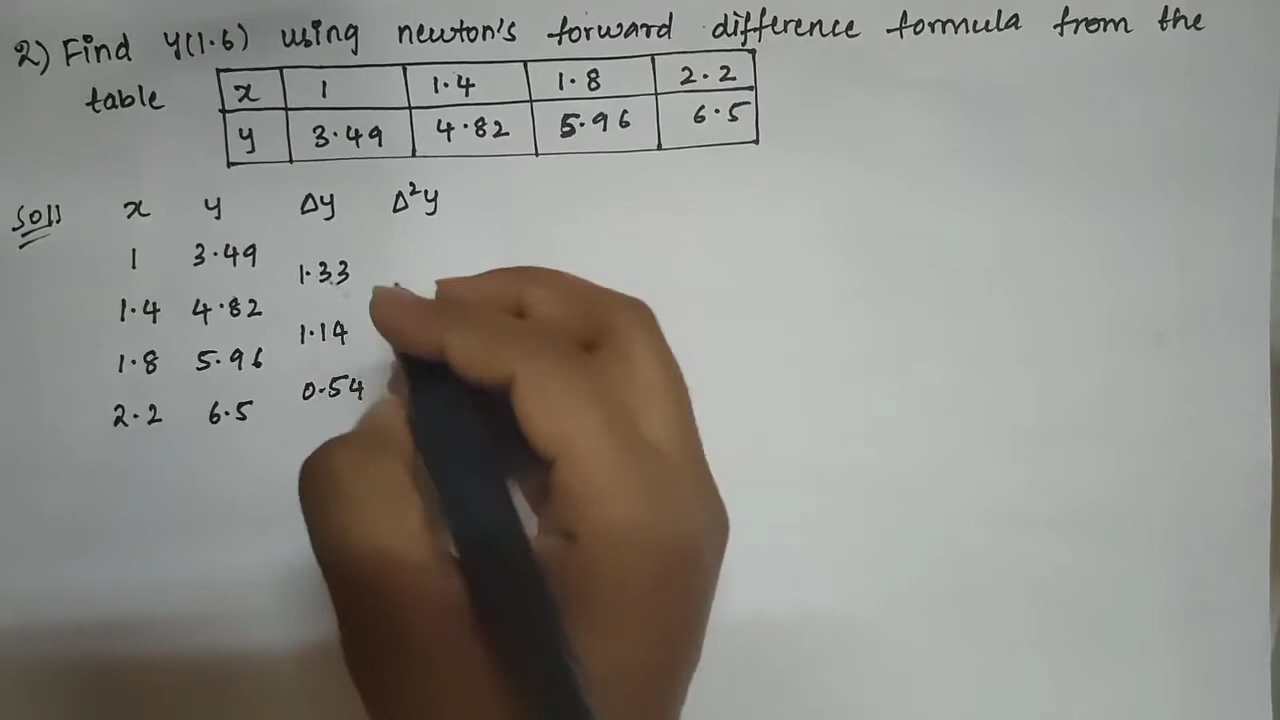 2) Find y(1.6) using newton's forward difference formula from the
table
x 1 1.4 1.8 2.2
y 3.49 4.82 5.96 6.5
Soll x y Δy Δ²y
1 3.49
1.33
1.4 4.82
1.14
1.8 5.96
0.54
2.2 6.5